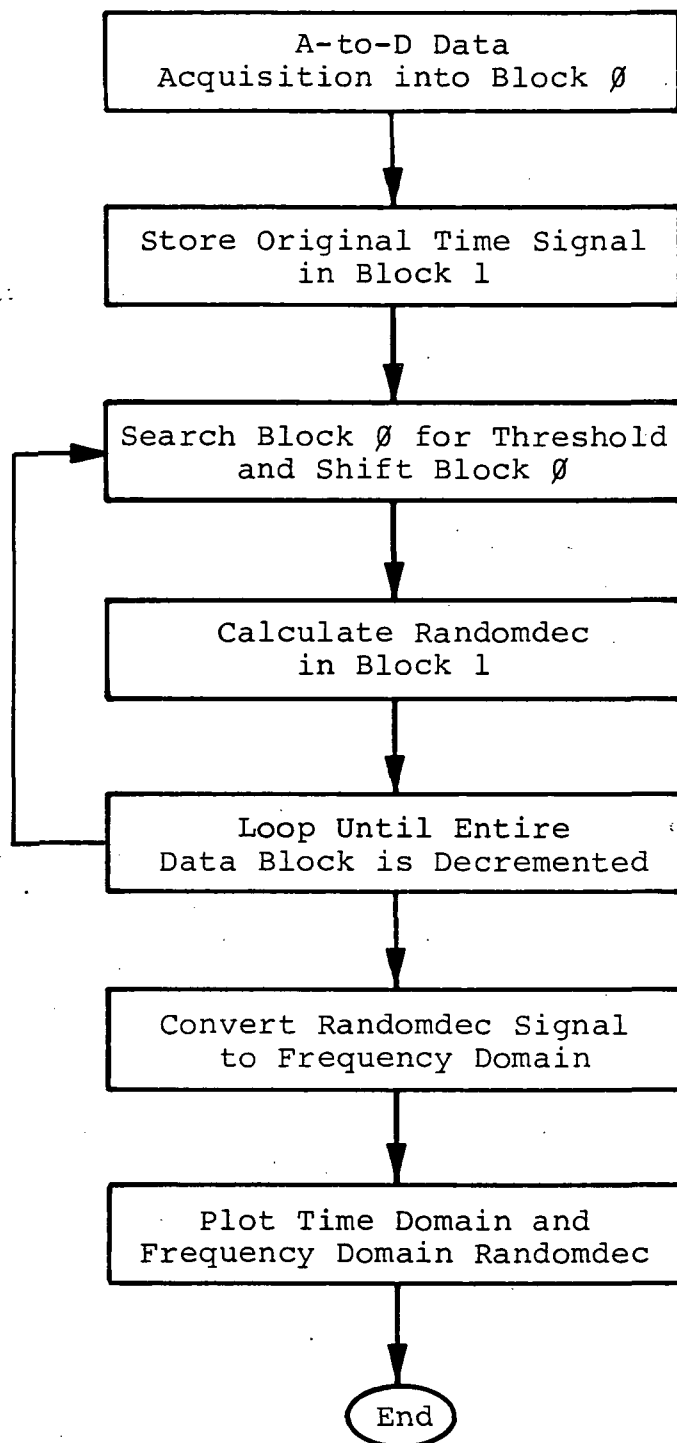 A-to-D Data
Acquisition into Block Ø
Store Original Time Signal
in Block 1
Search Block Ø for Threshold
and Shift Block Ø
Calculate Randomdec
in Block 1
Loop Until Entire
Data Block is Decremented
Convert Randomdec Signal
to Frequency Domain
Plot Time Domain and
Frequency Domain Randomdec
End